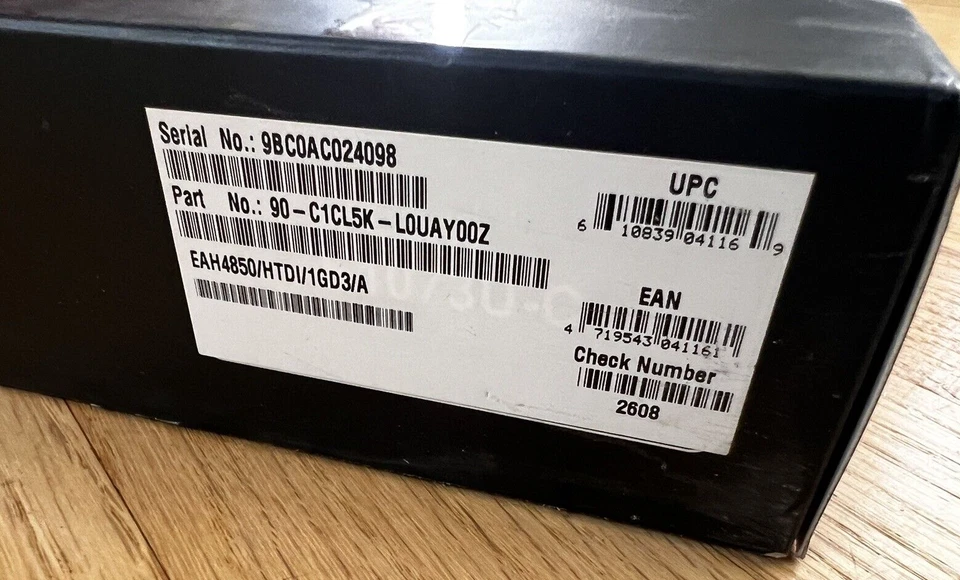 Serial No.: 9BC0AC024098
Part No.: 90-C1CL5K-L0UAY00Z
EAH4850/HTDI/1GD3/A
UPC
6 10839 04116 9
EAN
4 719543 041161
Check Number
2608